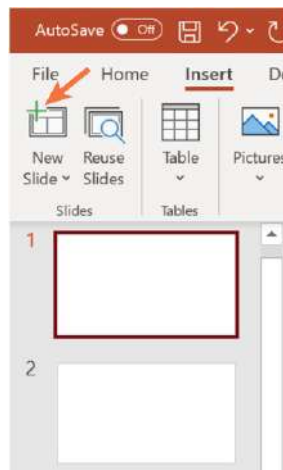 AutoSave Off
File Home Insert
New Slide Reuse Slides Table Pictures
Slides Tables
1
2